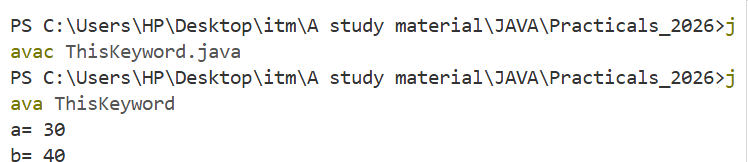 PS C:\Users\HP\Desktop\itm\A study material\JAVA\Practicals_2026>j
avac ThisKeyword.java
PS C:\Users\HP\Desktop\itm\A study material\JAVA\Practicals_2026>j
ava ThisKeyword
a= 30
b= 40